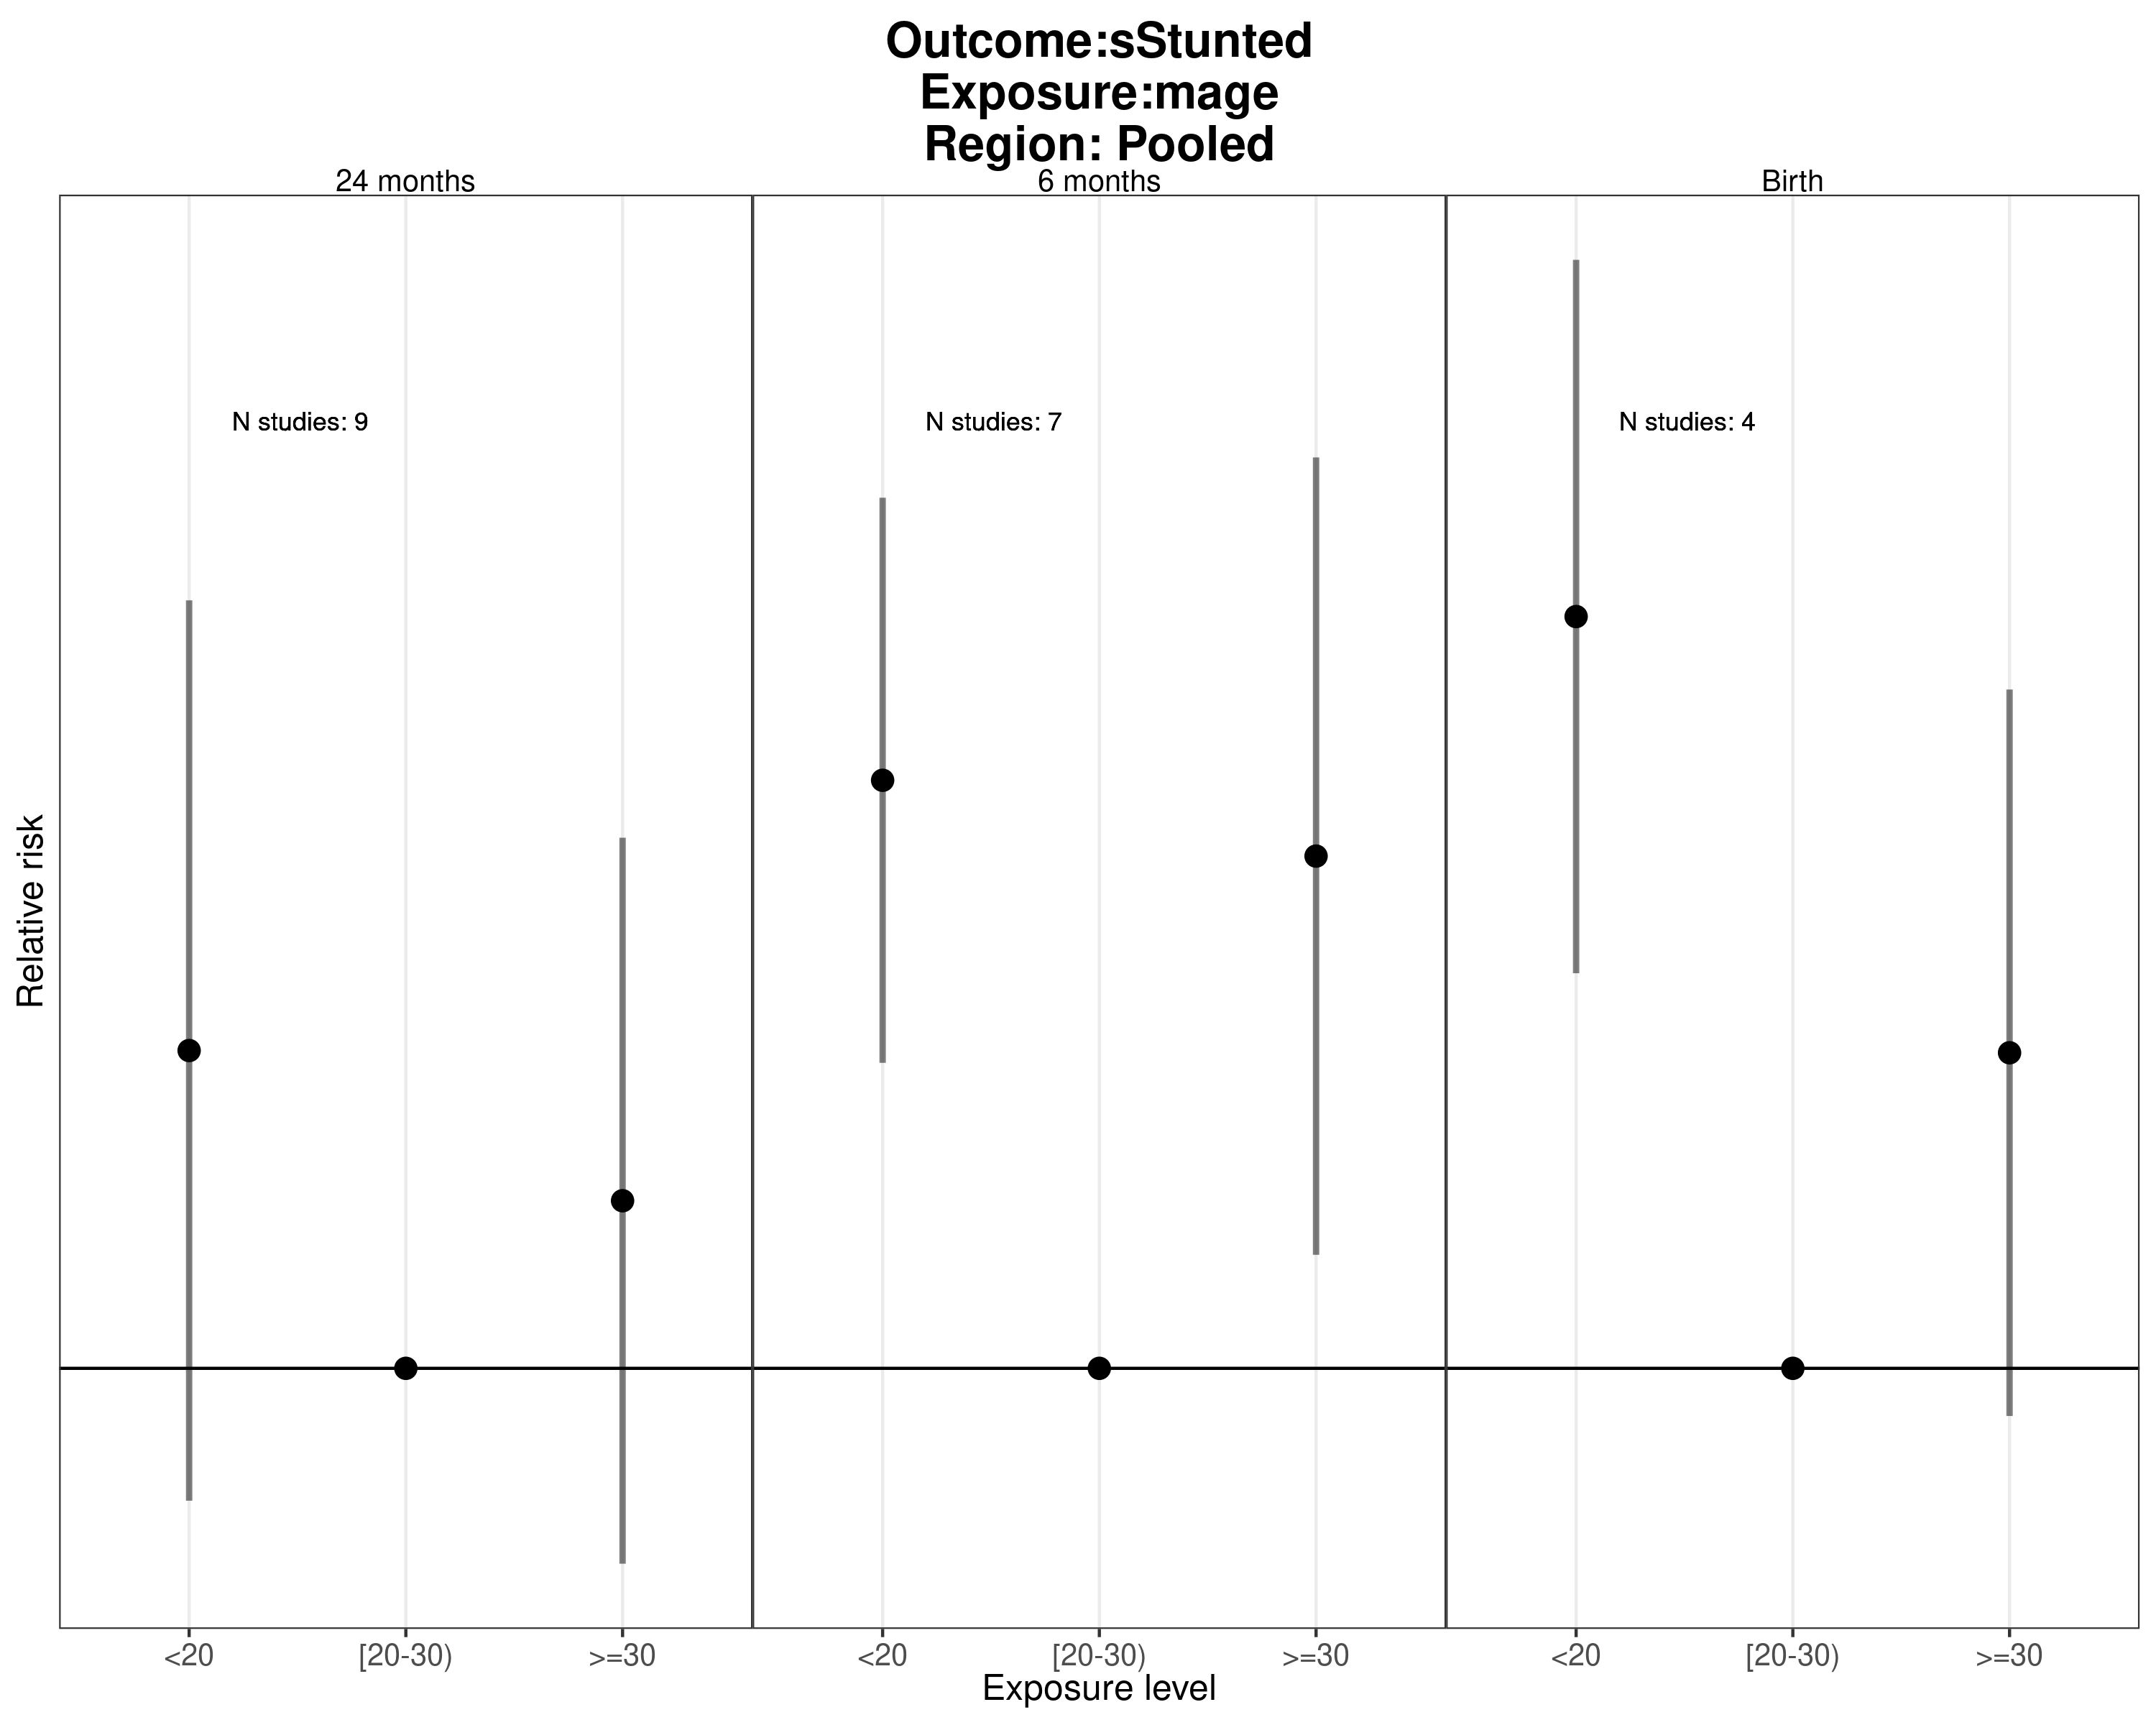 Outcome:sStunted
Exposure:mage
Region: Pooled
24 months
6 months
Birth
N studies: 9
N studies: 7
N studies: 4
Relative risk
<20
[20-30)
>=30
<20
[20-30)
>=30
<20
[20-30)
>=30
Exposure level